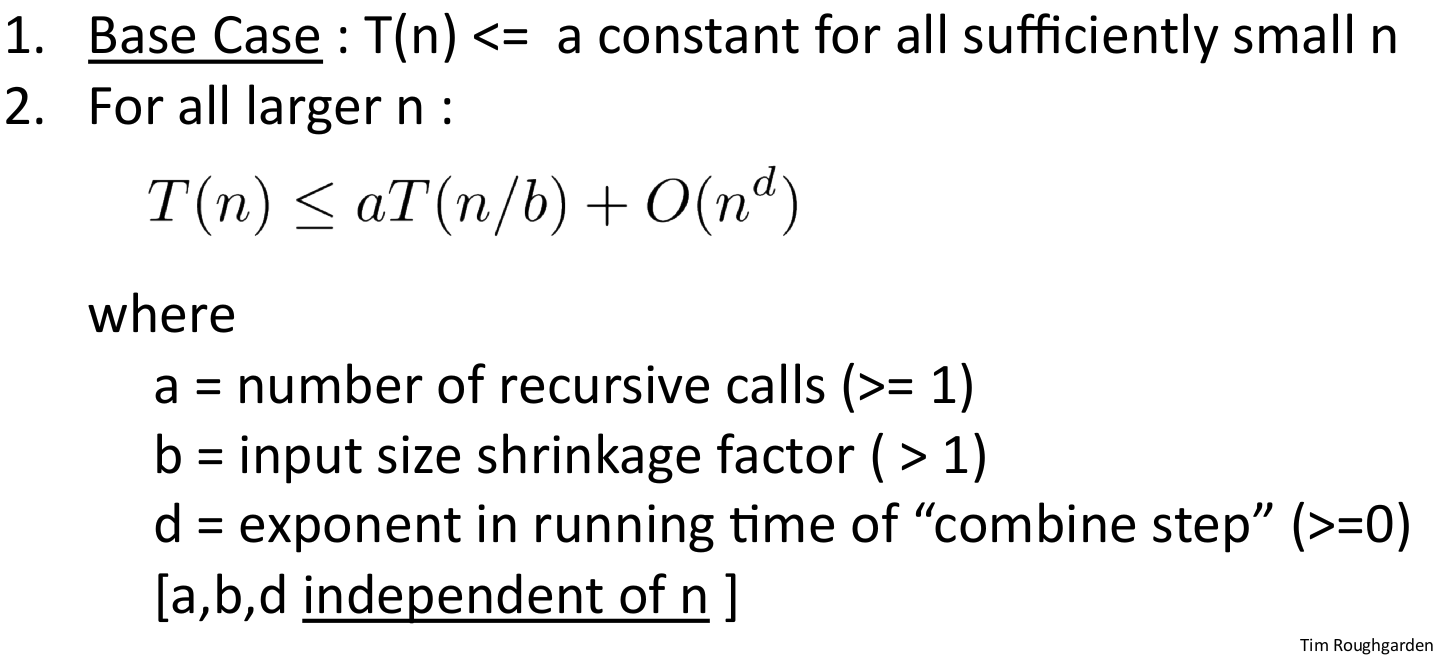 1. Base Case : T(n) <= a constant for all sufficiently small n
2. For all larger n :
T(n) ≤ aT(n/b) + O(n^d)
where
a = number of recursive calls (>= 1)
b = input size shrinkage factor ( > 1)
d = exponent in running time of “combine step” (>=0)
[a,b,d independent of n ]
Tim Roughgarden